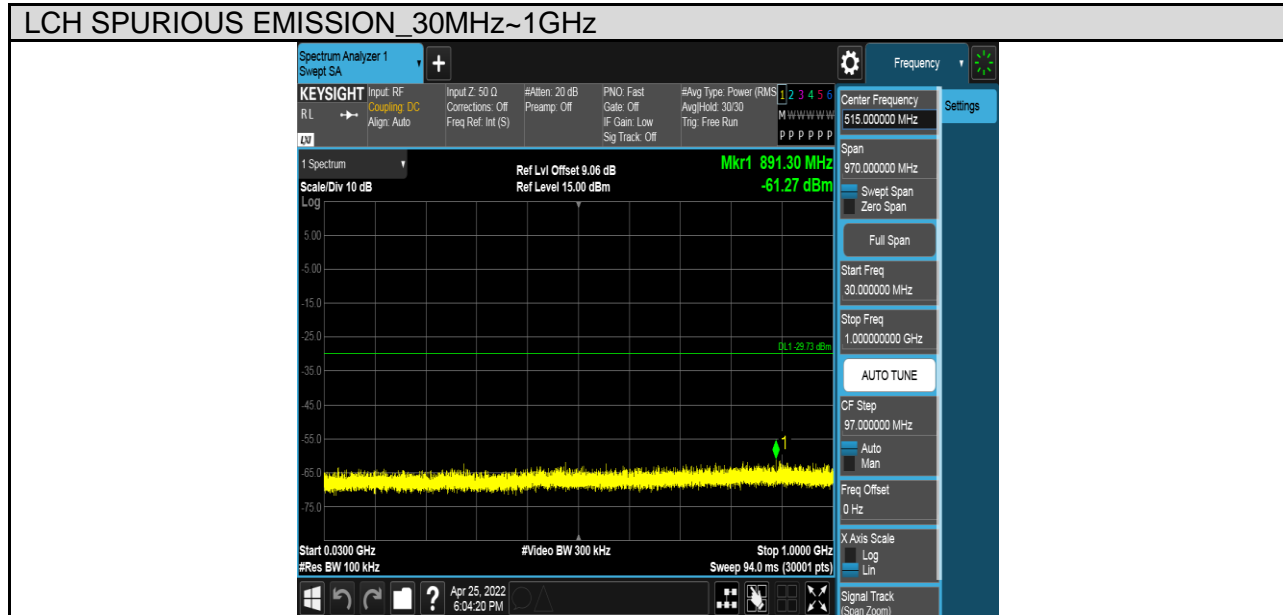 LCH SPURIOUS EMISSION_30MHz~1GHz
Spectrum Analyzer 1
Swept SA
+
Frequency
KEYSIGHT
RL
LXI
Input: RF
Coupling: DC
Align: Auto
Input Z: 50 Ω
Corrections: Off
Freq Ref: Int (S)
#Atten: 20 dB
Preamp: Off
PNO: Fast
Gate: Off
IF Gain: Low
Sig Track: Off
#Avg Type: Power (RMS
Avg|Hold: 30/30
Trig: Free Run
1 2 3 4 5 6
M W W W W W
P P P P P P
1 Spectrum
Scale/Div 10 dB
Log
Ref Lvl Offset 9.06 dB
Ref Level 15.00 dBm
Mkr1 891.30 MHz
-61.27 dBm
5.00
-5.00
-15.0
-25.0
-35.0
-45.0
-55.0
-65.0
-75.0
DL1 -29.73 dBm
1
Start 0.0300 GHz
#Res BW 100 kHz
#Video BW 300 kHz
Stop 1.0000 GHz
Sweep 94.0 ms (30001 pts)
?
Apr 25, 2022
6:04:20 PM
Center Frequency
515.000000 MHz
Span
970.000000 MHz
Swept Span
Zero Span
Full Span
Start Freq
30.000000 MHz
Stop Freq
1.000000000 GHz
AUTO TUNE
CF Step
97.000000 MHz
Auto
Man
Freq Offset
0 Hz
X Axis Scale
Log
Lin
Signal Track
(Span Zoom)
Settings